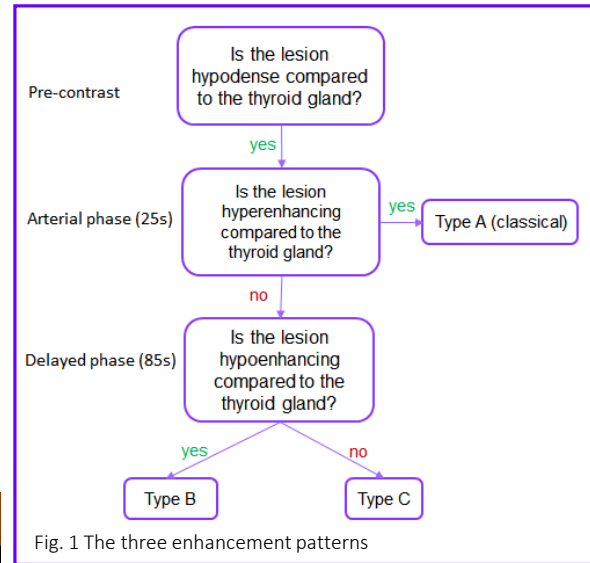 Is the lesion
hypodense compared
to the thyroid gland?
Pre-contrast
yes
Is the lesion
hyperenhancing
compared to the
thyroid gland?
Arterial phase (25s)
yes
Type A (classical)
no
Is the lesion
hypoenhancing
compared to the
thyroid gland?
Delayed phase (85s)
yes
no
Type B
Type C
Fig. 1 The three enhancement patterns